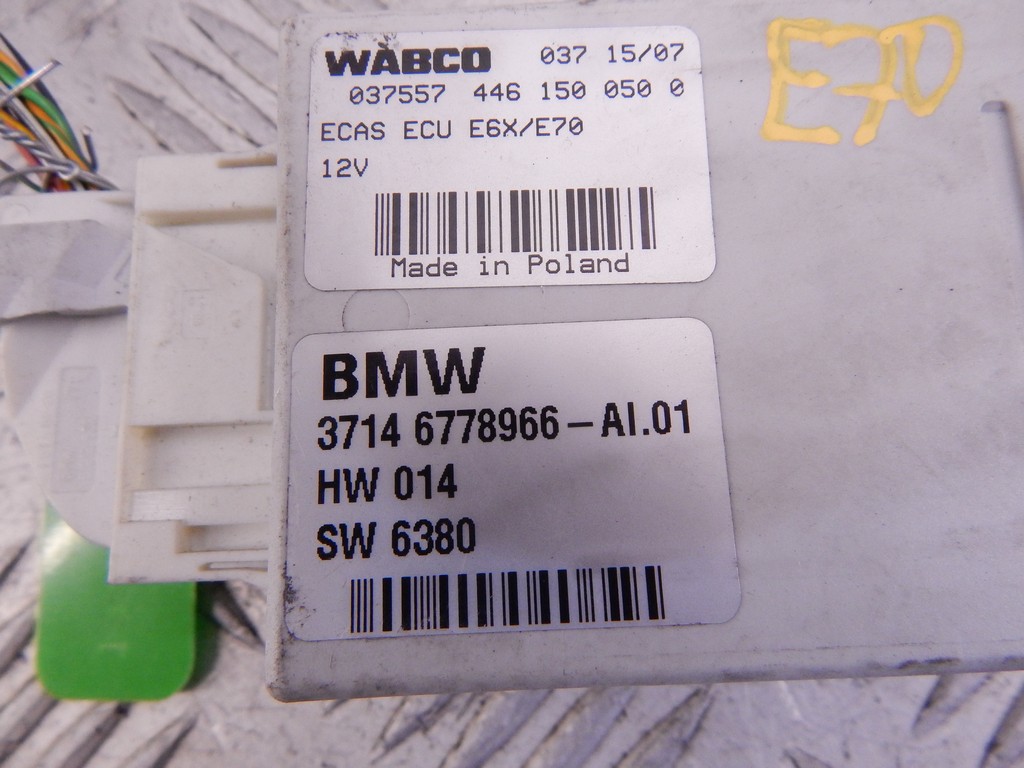 WABCO 037 15/07
037557 446 150 050 0
ECAS ECU E6X/E70
12V
Made in Poland
E70
BMW
3714 6778966-AI.01
HW 014
SW 6380